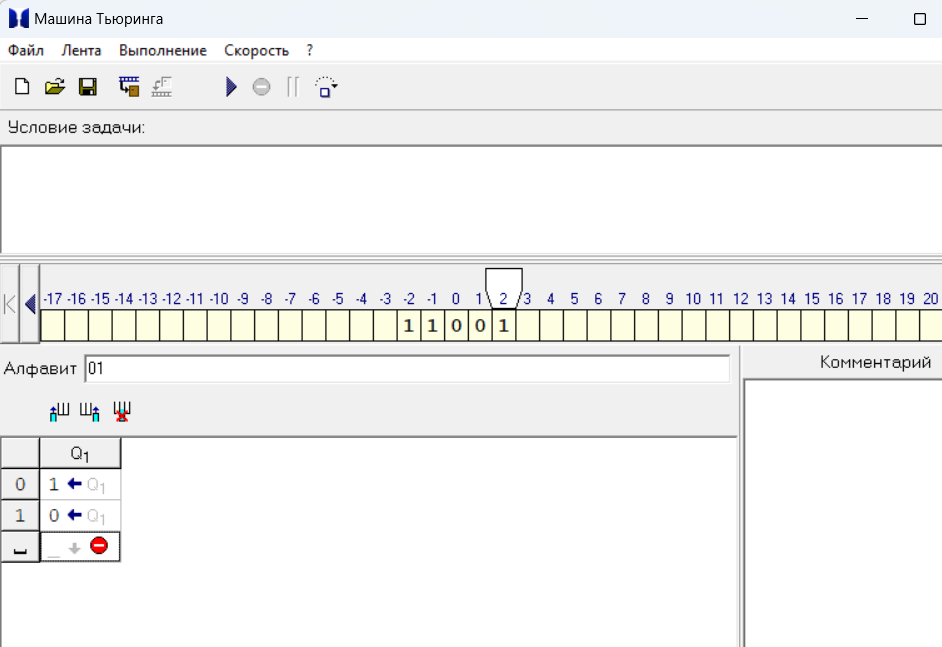 Машина Тьюринга
Файл Лента Выполнение Скорость ?
Условие задачи:
-17 -16 -15 -14 -13 -12 -11 -10 -9 -8 -7 -6 -5 -4 -3 -2 -1 0 1 2 3 4 5 6 7 8 9 10 11 12 13 14 15 16 17 18 19 20
1 1 0 0 1
Алфавит 01
Комментарий
Q1
0 1 Q1
1 0 Q1
_